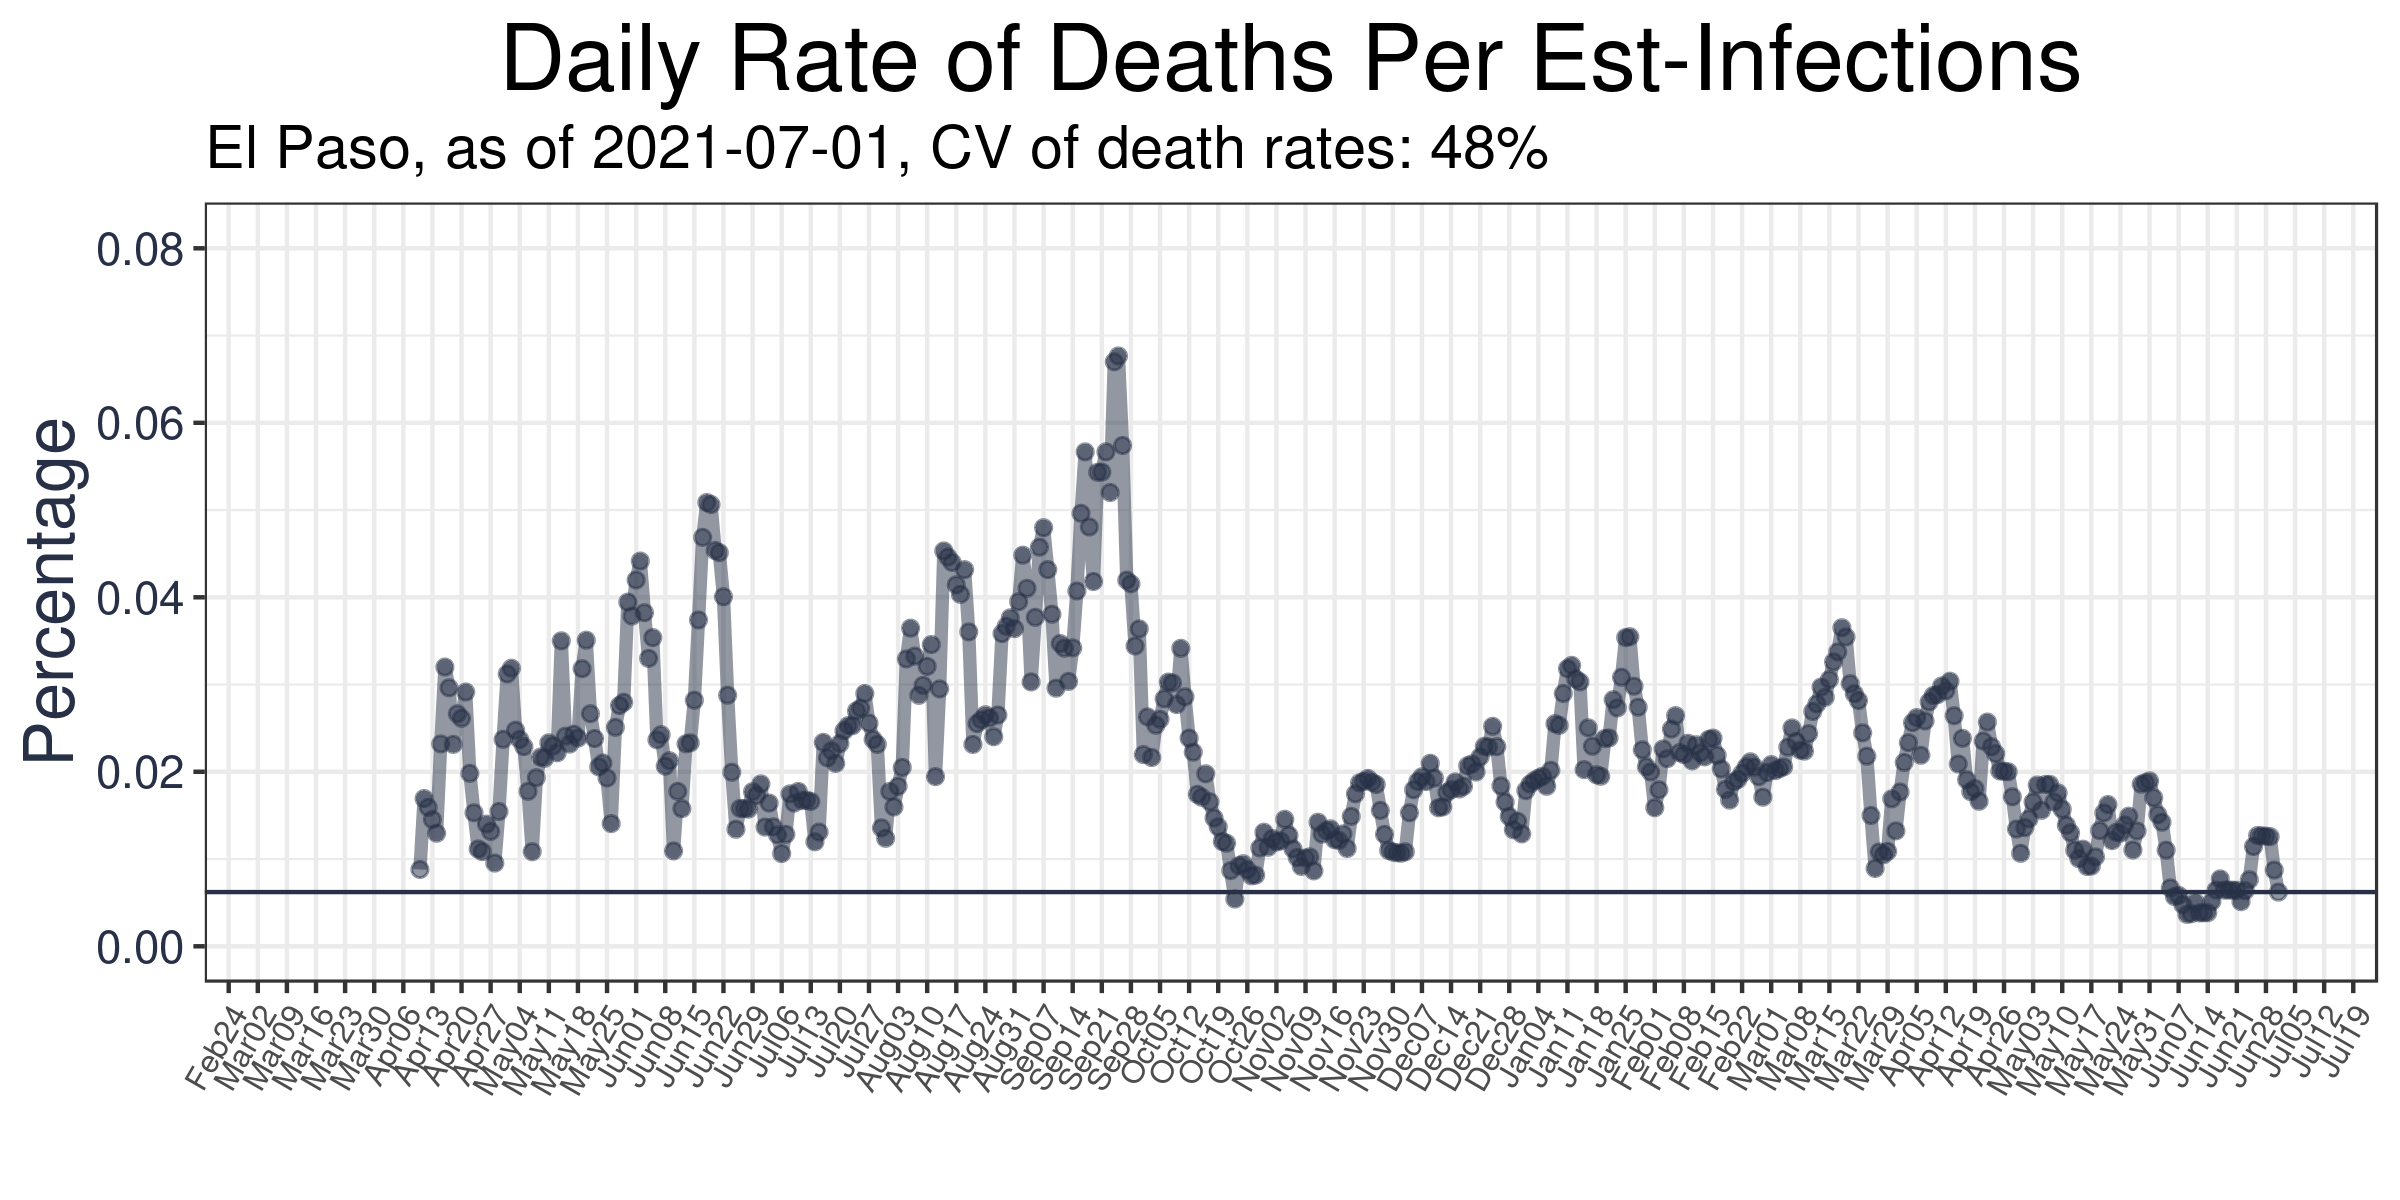 Daily Rate of Deaths Per Est-Infections
El Paso, as of 2021-07-01, CV of death rates: 48%
Percentage
0.08
0.06
0.04
0.02
0.00
Feb24 Mar02 Mar09 Mar16 Mar23 Mar30 Apr06 Apr13 Apr20 Apr27 May04 May11 May18 May25 Jun01 Jun08 Jun15 Jun22 Jun29 Jul06 Jul13 Jul20 Jul27 Aug03 Aug10 Aug17 Aug24 Aug31 Sep07 Sep14 Sep21 Sep28 Oct05 Oct12 Oct19 Oct26 Nov02 Nov09 Nov16 Nov23 Nov30 Dec07 Dec14 Dec21 Dec28 Jan04 Jan11 Jan18 Jan25 Feb01 Feb08 Feb15 Feb22 Mar01 Mar08 Mar15 Mar22 Mar29 Apr05 Apr12 Apr19 Apr26 May03 May10 May17 May24 May31 Jun07 Jun14 Jun21 Jun28 Jul05 Jul12 Jul19